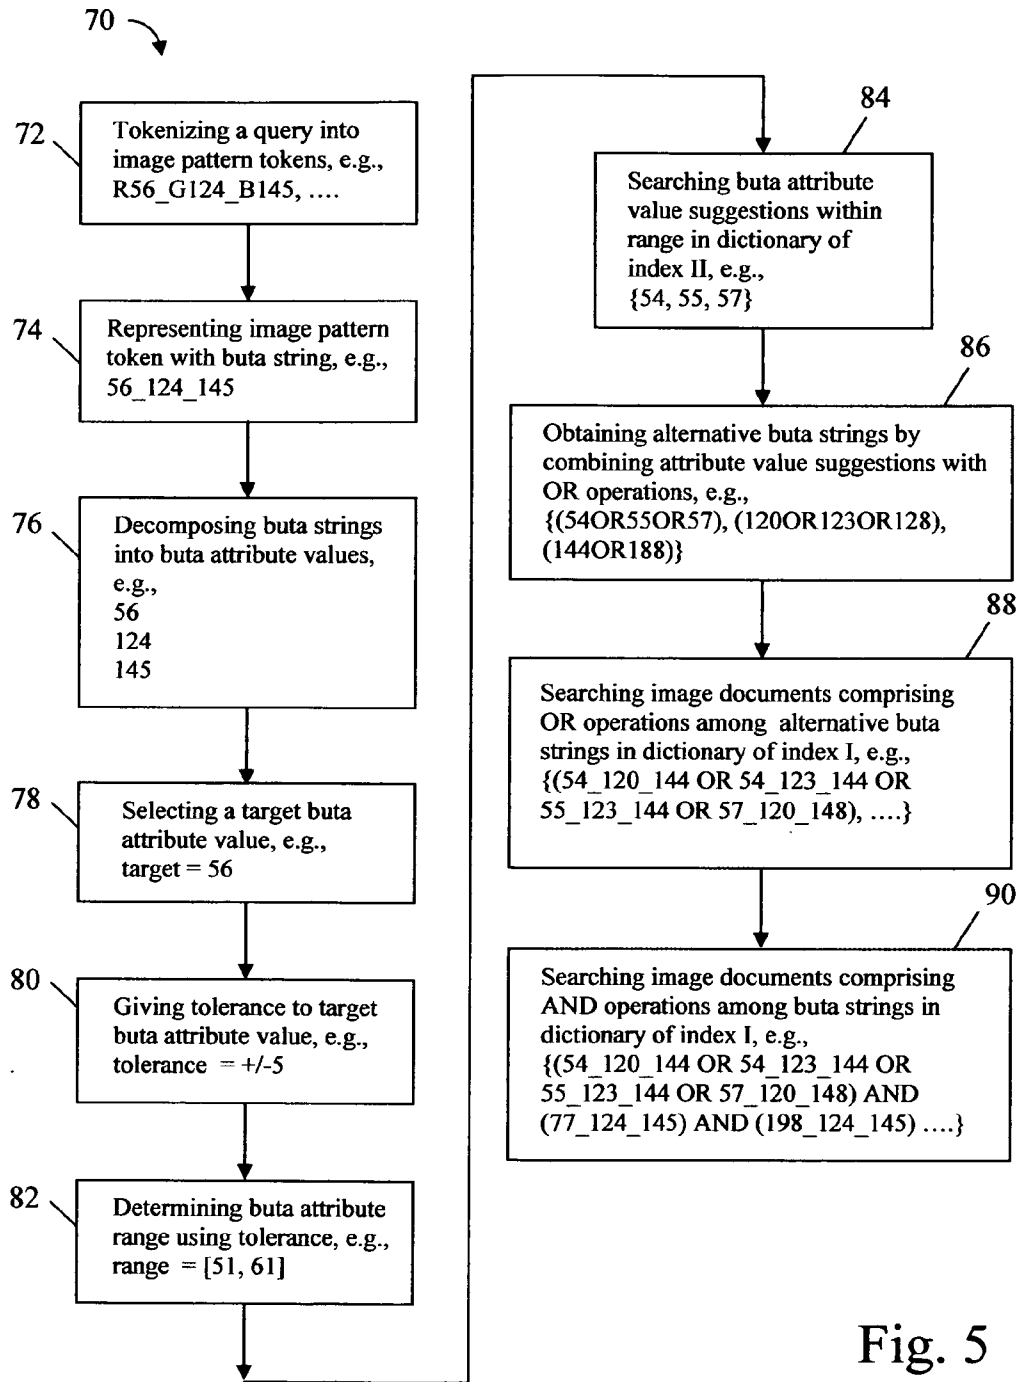 70
72
Tokenizing a query into
image pattern tokens, e.g.,
R56_G124_B145, ….
74
Representing image pattern
token with buta string, e.g.,
56_124_145
76
Decomposing buta strings
into buta attribute values,
e.g.,
56
124
145
78
Selecting a target buta
attribute value, e.g.,
target = 56
80
Giving tolerance to target
buta attribute value, e.g.,
tolerance = +/-5
82
Determining buta attribute
range using tolerance, e.g.,
range = [51, 61]
84
Searching buta attribute
value suggestions within
range in dictionary of
index II, e.g.,
{54, 55, 57}
86
Obtaining alternative buta strings by
combining attribute value suggestions with
OR operations, e.g.,
{(54OR55OR57), (120OR123OR128),
(144OR188)}
88
Searching image documents comprising
OR operations among alternative buta
strings in dictionary of index I, e.g.,
{(54_120_144 OR 54_123_144 OR
55_123_144 OR 57_120_148), ….}
90
Searching image documents comprising
AND operations among buta strings in
dictionary of index I, e.g.,
{(54_120_144 OR 54_123_144 OR
55_123_144 OR 57_120_148) AND
(77_124_145) AND (198_124_145) ….}
Fig. 5